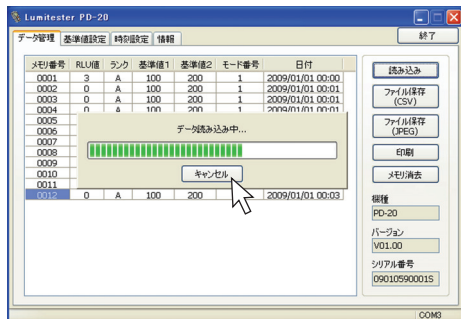 Lumitester PD-20
データ管理 基準値設定 時刻設定 情報
終了
メモリ番号 RLU値 ランク 基準値1 基準値2 モード番号 日付
0001 3 A 100 200 1 2009/01/01 00:00
0002 0 A 100 200 1 2009/01/01 00:01
0003 0 A 100 200 1 2009/01/01 00:01
0004 0 A 100 200 1 2009/01/01 00:01
0005
0006
0007
0008
0009
0010
0011
0012 0 A 100 200 1 2009/01/01 00:03
データ読み込み中...
キャンセル
読み込み
ファイル保存
(CSV)
ファイル保存
(JPEG)
印刷
メモリ消去
機種
PD-20
バージョン
V01.00
シリアル番号
09010590001S
COM3